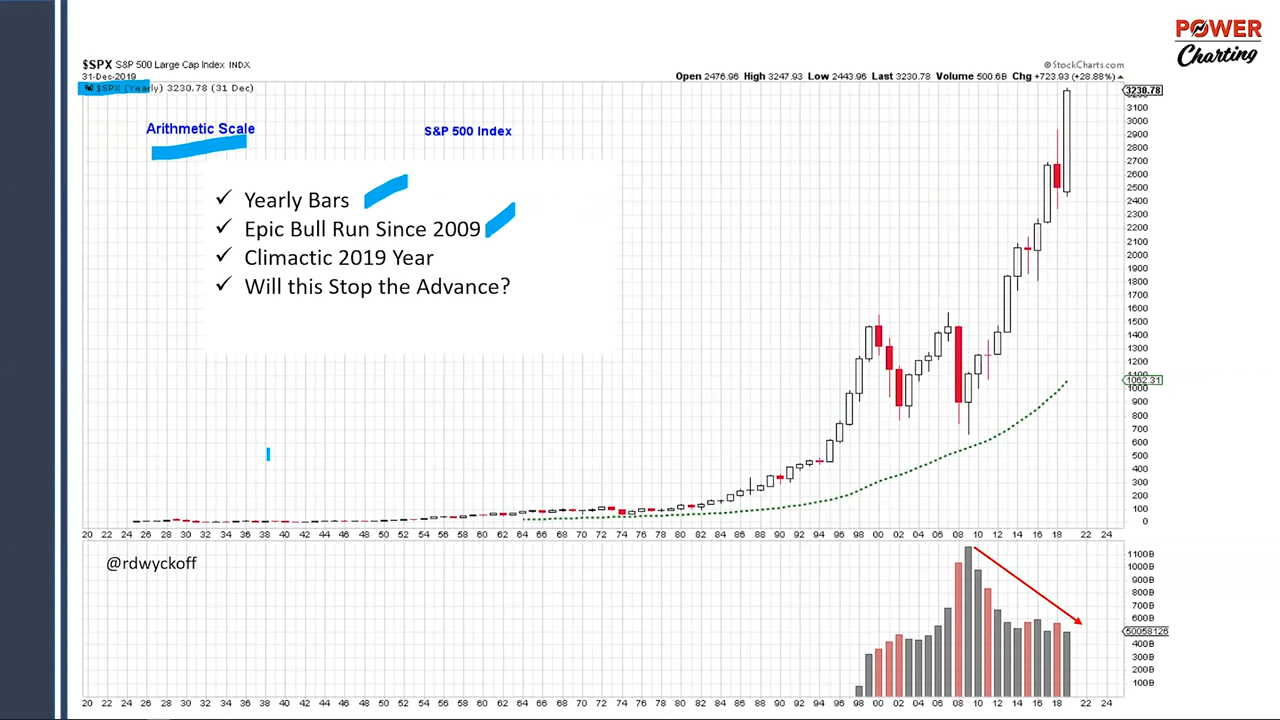 POWER
Charting
$SPX S&P 500 Large Cap Index INDX
© StockCharts.com
31-Dec-2019
Open 2476.96 High 3247.93 Low 2443.96 Last 3230.78 Volume 500.6B Chg +723.93 (+28.88%)
$SPX (Yearly) 3230.78 (31 Dec)
Arithmetic Scale
S&P 500 Index
✓ Yearly Bars
✓ Epic Bull Run Since 2009
✓ Climactic 2019 Year
✓ Will this Stop the Advance?
3230.78
3100
3000
2900
2800
2700
2600
2500
2400
2300
2200
2100
2000
1900
1800
1700
1600
1500
1400
1300
1200
1062.31
1000
900
800
700
600
500
400
300
200
100
0
20 22 24 26 28 30 32 34 36 38 40 42 44 46 48 50 52 54 56 58 60 62 64 66 68 70 72 74 76 78 80 82 84 86 88 90 92 94 96 98 00 02 04 06 08 10 12 14 16 18 22 24
@rdwyckoff
1100B
1000B
900B
800B
700B
600B
50058126
400B
300B
200B
100B
20 22 24 26 28 30 32 34 36 38 40 42 44 46 48 50 52 54 56 58 60 62 64 66 68 70 72 74 76 78 80 82 84 86 88 90 92 94 96 98 00 02 04 06 08 10 12 14 16 18 22 24